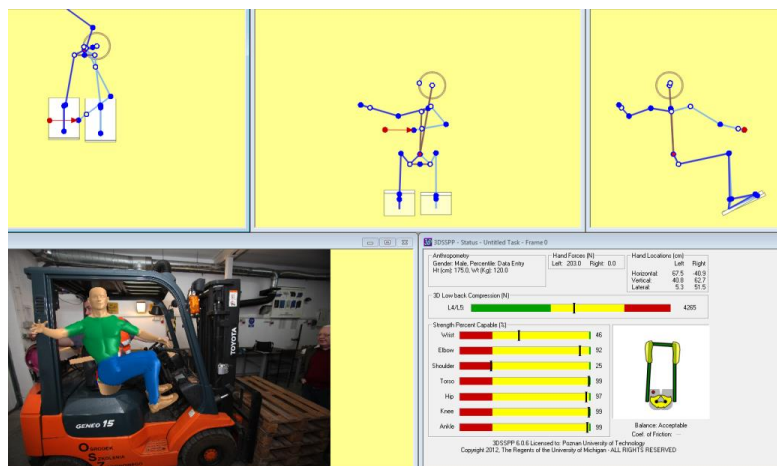 3DSSPP - Status - Untitled Task - Frame 0
Anthropometry
Gender: Male, Percentile: Data Entry
Ht (cm): 175.0, Wt (Kg): 120.0
Hand Forces (N)
Left: 203.0 Right: 0.0
Hand Locations (cm)
Left Right
Horizontal: 67.5 -40.9
Vertical: 40.8 62.7
Lateral: 5.3 51.5
3D Low back Compression (N)
L4/L5: 4265
Strength Percent Capable (%)
Wrist 46
Elbow 92
Shoulder 25
Torso 99
Hip 97
Knee 99
Ankle 99
Balance: Acceptable
Coef. of Friction: ---
3DSSPP 6.0.6 Licensed to: Poznan University of Technology
Copyright 2012, The Regents of the University of Michigan - ALL RIGHTS RESERVED
TOYOTA
GENEO 15